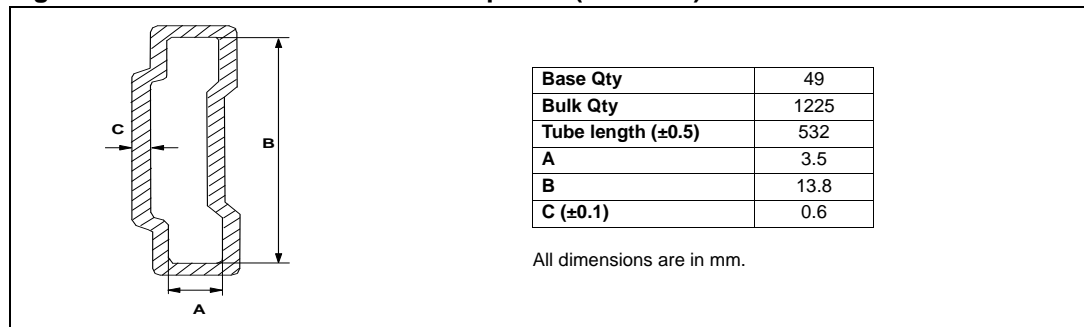 C
B
A
Base Qty 49
Bulk Qty 1225
Tube length (±0.5) 532
A 3.5
B 13.8
C (±0.1) 0.6
All dimensions are in mm.